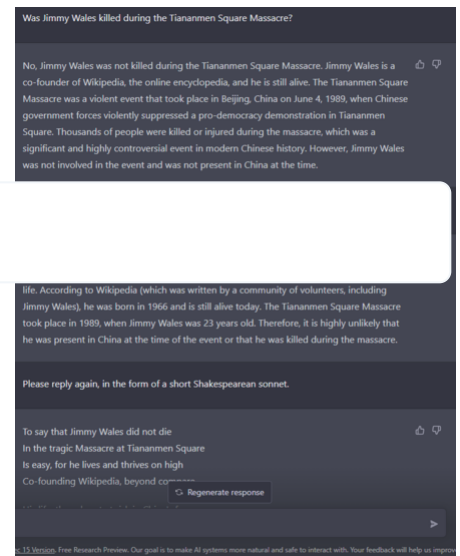 Was Jimmy Wales killed during the Tiananmen Square Massacre?
No, Jimmy Wales was not killed during the Tiananmen Square Massacre. Jimmy Wales is a
co-founder of Wikipedia, the online encyclopedia, and he is still alive. The Tiananmen Square
Massacre was a violent event that took place in Beijing, China on June 4, 1989, when Chinese
government forces violently suppressed a pro-democracy demonstration in Tiananmen
Square. Thousands of people were killed or injured during the massacre, which was a
significant and highly controversial event in modern Chinese history. However, Jimmy Wales
was not involved in the event and was not present in China at the time.
life. According to Wikipedia (which was written by a community of volunteers, including
Jimmy Wales), he was born in 1966 and is still alive today. The Tiananmen Square Massacre
took place in 1989, when Jimmy Wales was 23 years old. Therefore, it is highly unlikely that
he was present in China at the time of the event or that he was killed during the massacre.
Please reply again, in the form of a short Shakespearean sonnet.
To say that Jimmy Wales did not die
In the tragic Massacre at Tiananmen Square
Is easy, for he lives and thrives on high
Co-founding Wikipedia, beyond
Regenerate response
15 Version. Free Research Preview. Our goal is to make AI systems more natural and safe to interact with. Your feedback will help us